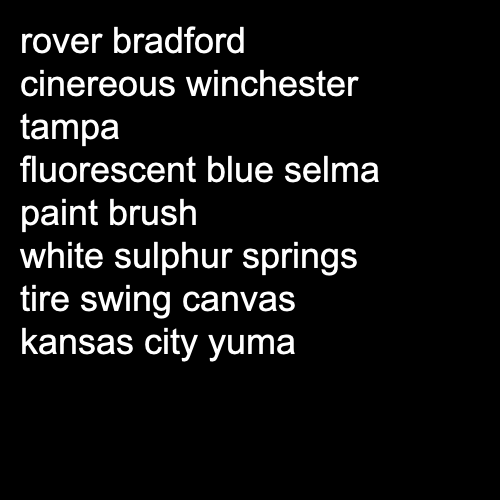 rover bradford
cinereous winchester
tampa
fluorescent blue selma
paint brush
white sulphur springs
tire swing canvas
kansas city yuma